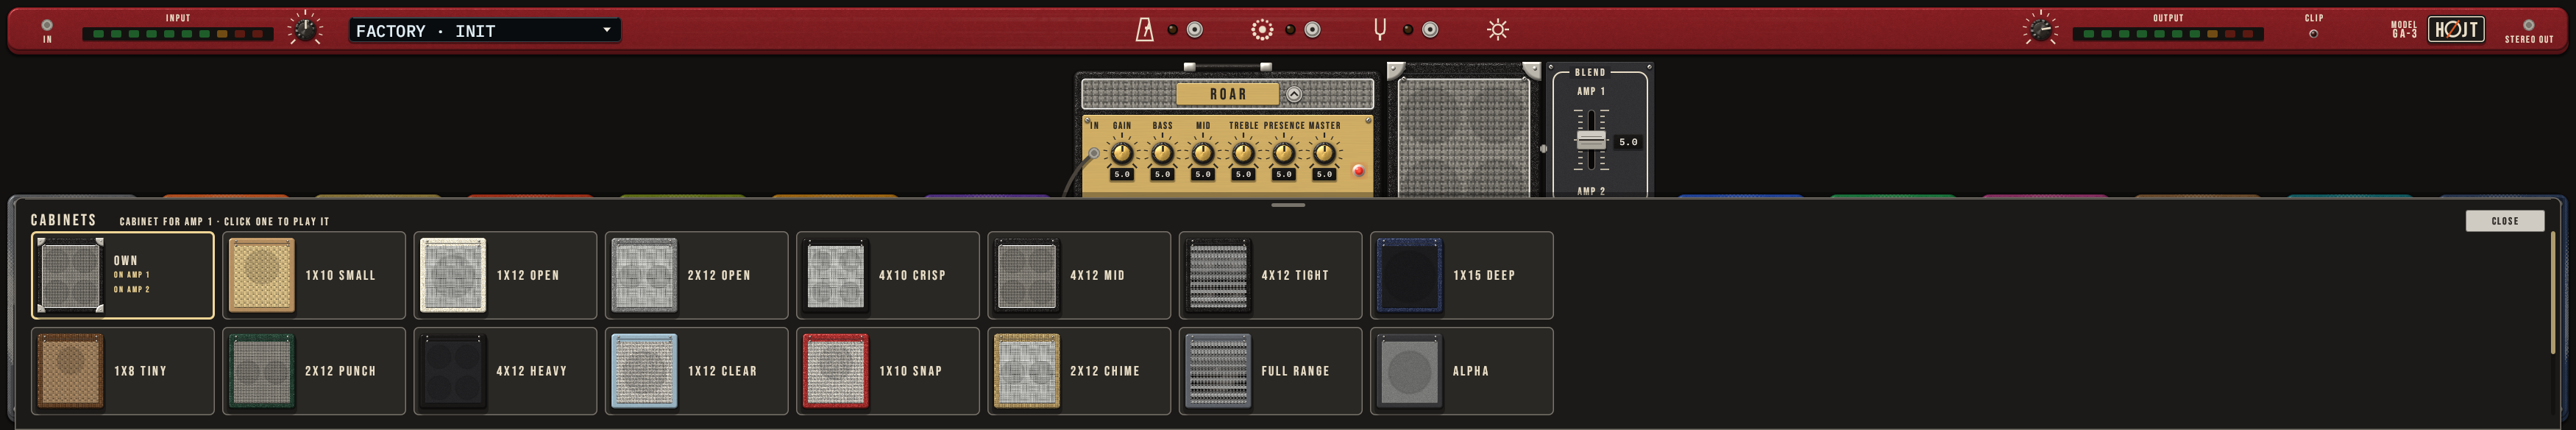 INPUT
IN
FACTORY · INIT
OUTPUT
CLIP
MODEL
GA-3
HØJT
STEREO OUT
ROAR
IN GAIN BASS MID TREBLE PRESENCE MASTER
5.0 5.0 5.0 5.0 5.0 5.0
BLEND
AMP 1
5.0
AMP 2
CABINETS CABINET FOR AMP 1 · CLICK ONE TO PLAY IT
CLOSE
OWN
ON AMP 1
ON AMP 2
1X10 SMALL
1X12 OPEN
2X12 OPEN
4X10 CRISP
4X12 MID
4X12 TIGHT
1X15 DEEP
1X8 TINY
2X12 PUNCH
4X12 HEAVY
1X12 CLEAR
1X10 SNAP
2X12 CHIME
FULL RANGE
ALPHA